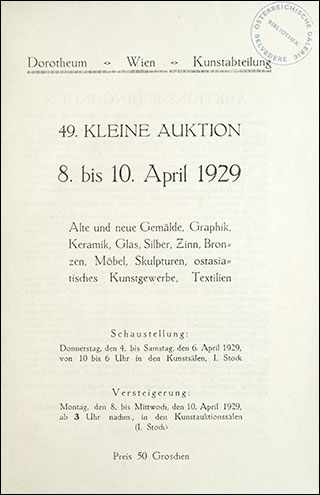 ÖSTERREICHISCHE GALERIE BELVEDERE
BIBLIOTHEK
Dorotheum Wien Kunstabteilung
49. KLEINE AUKTION
8. bis 10. April 1929
Alte und neue Gemälde, Graphik,
Keramik, Glas, Silber, Zinn, Bron=
zen, Möbel, Skulpturen, ostasia=
tisches Kunstgewerbe, Textilien
Schaustellung:
Donnerstag, den 4. bis Samstag, den 6. April 1929,
von 10 bis 6 Uhr in den Kunstsälen, I. Stock
Versteigerung:
Montag, den 8. bis Mittwoch, den 10. April 1929,
ab 3 Uhr nachm., in den Kunstauktionssälen
(I. Stock)
Preis 50 Groschen